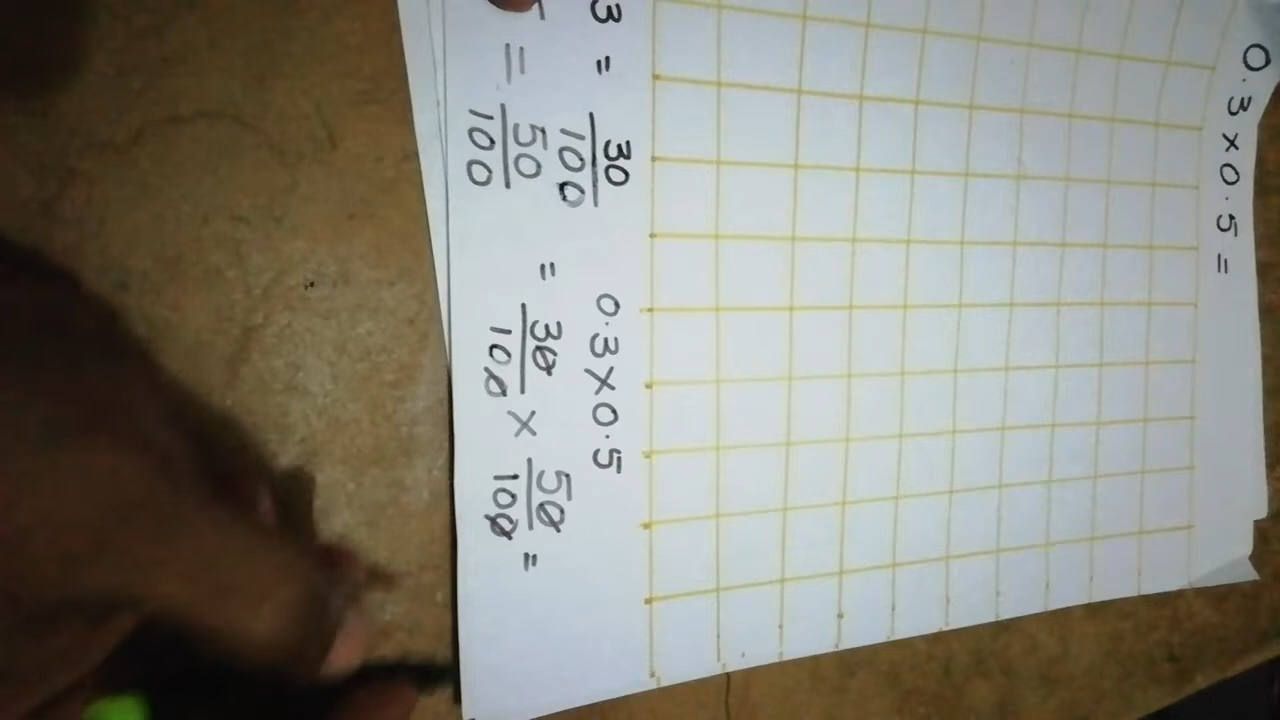 0.3 × 0.5 =
3 = 30/100
= 50/100
0.3 × 0.5
= 30/100 × 50/100 =